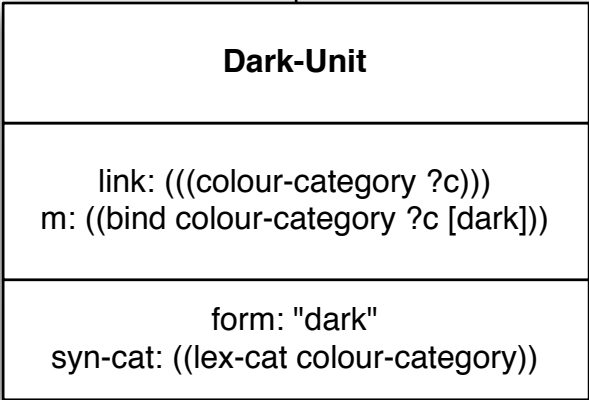 Dark-Unit
link: (((colour-category ?c)))
m: ((bind colour-category ?c [dark]))
form: "dark"
syn-cat: ((lex-cat colour-category))